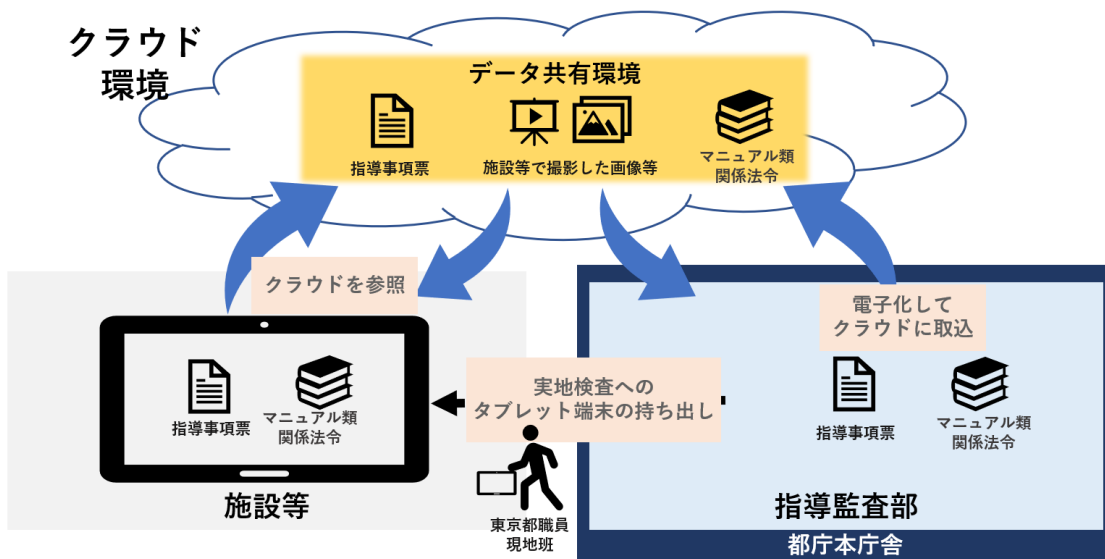 クラウド
環境
データ共有環境
指導事項票
施設等で撮影した画像等
マニュアル類
関係法令
クラウドを参照
電子化して
クラウドに取込
実地検査への
タブレット端末の持ち出し
指導事項票
マニュアル類
関係法令
指導事項票
マニュアル類
関係法令
施設等
東京都職員
現地班
指導監査部
都庁本庁舎